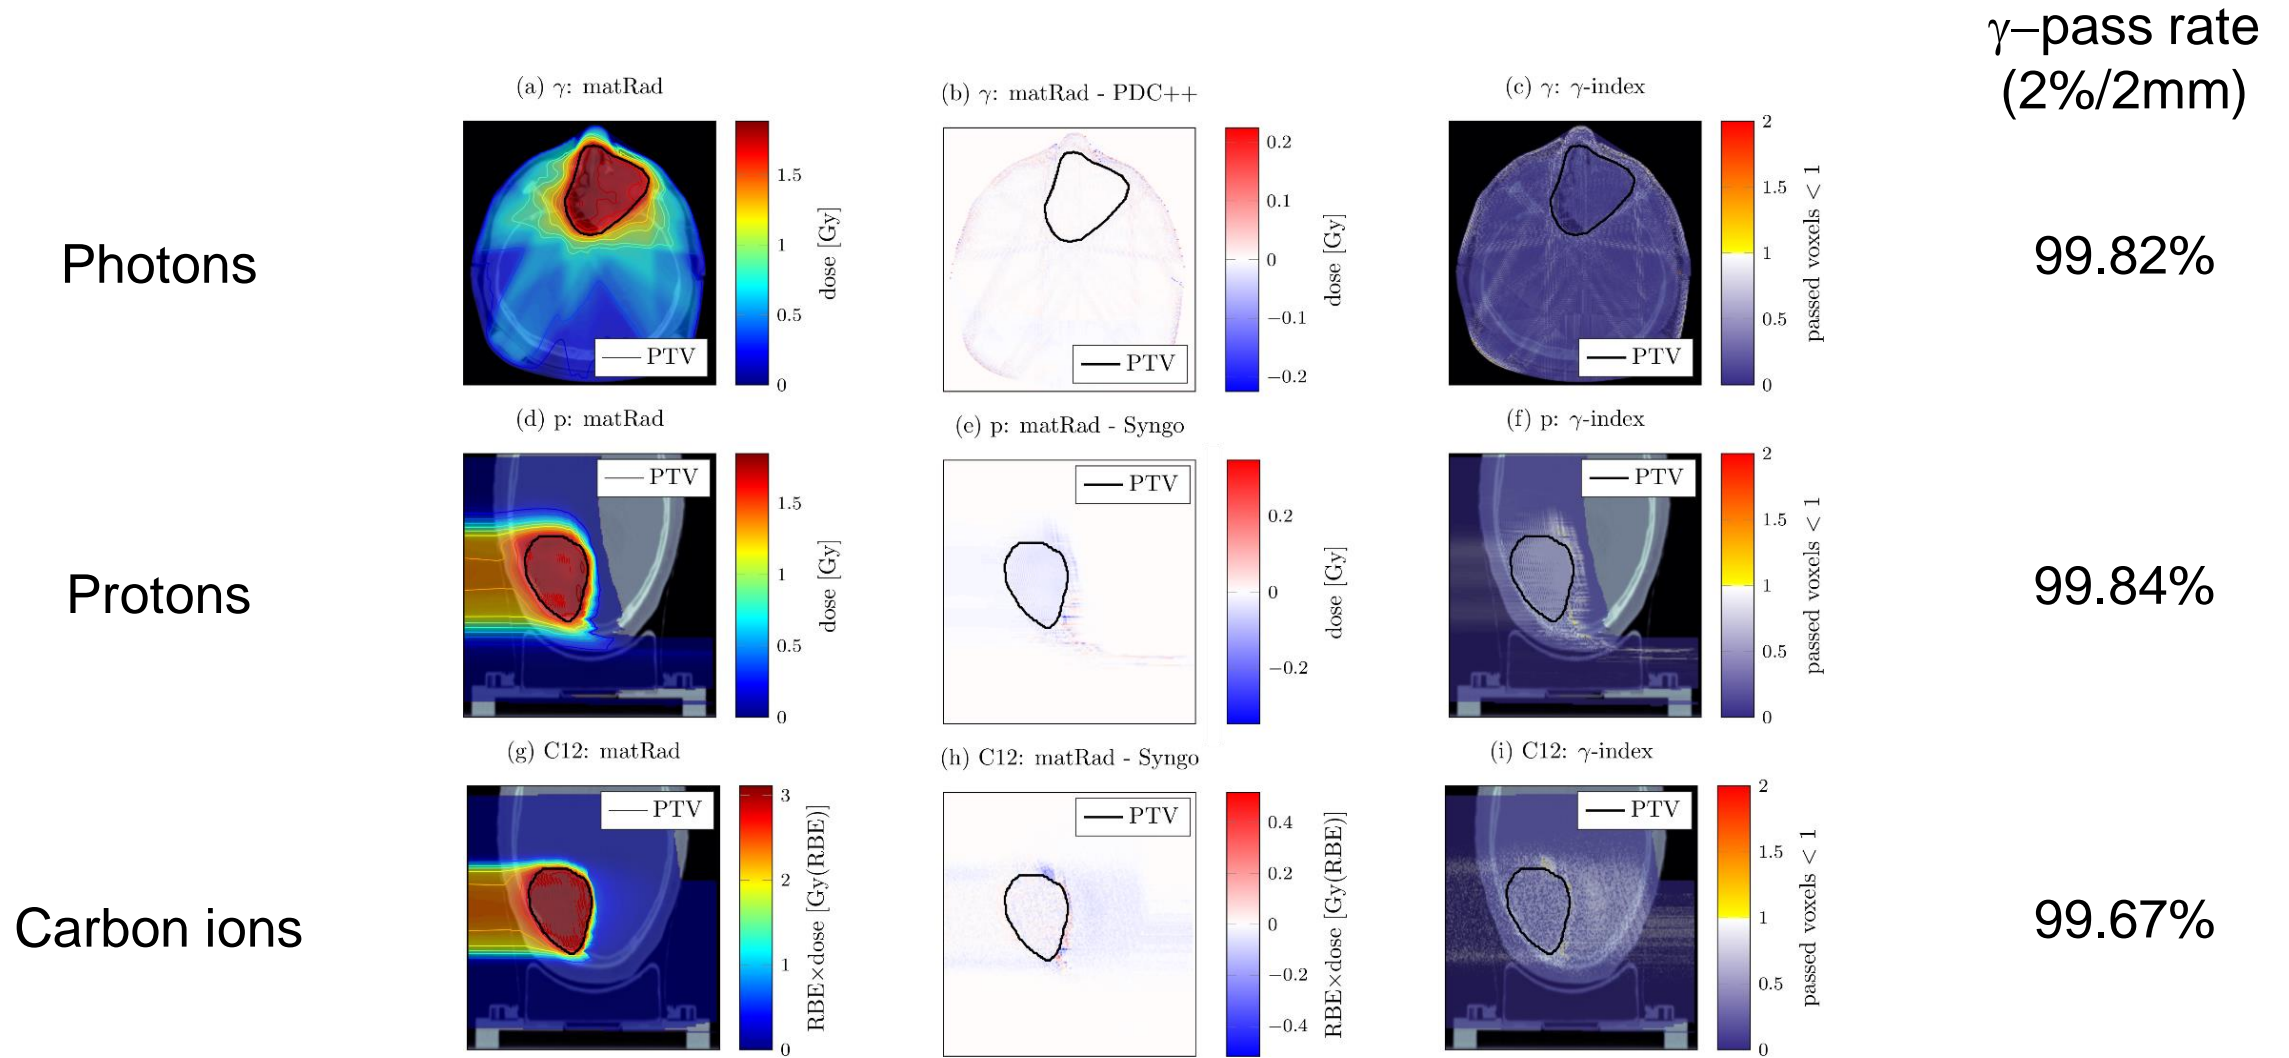 γ–pass rate
(2%/2mm)
Photons
(a) γ: matRad
1.5
1
0.5
0
dose [Gy]
PTV
(b) γ: matRad - PDC++
0.2
0.1
0
−0.1
−0.2
dose [Gy]
PTV
(c) γ: γ-index
2
1.5
1
0.5
0
passed voxels < 1
PTV
99.82%
Protons
(d) p: matRad
1.5
1
0.5
0
dose [Gy]
PTV
(e) p: matRad - Syngo
0.2
0
−0.2
dose [Gy]
PTV
(f) p: γ-index
2
1.5
1
0.5
0
passed voxels < 1
PTV
99.84%
Carbon ions
(g) C12: matRad
3
2
1
0
RBE×dose [Gy(RBE)]
PTV
(h) C12: matRad - Syngo
0.4
0.2
0
−0.2
−0.4
RBE×dose [Gy(RBE)]
PTV
(i) C12: γ-index
2
1.5
1
0.5
0
passed voxels < 1
PTV
99.67%